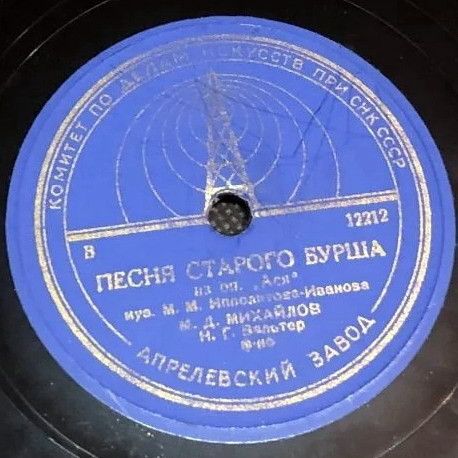 КОМИТЕТ ПО ДЕЛАМ ИСКУССТВ ПРИ СНК СССР
В 12212
ПЕСНЯ СТАРОГО БУРША
из оп. „Ася"
муз. М. М. Ипполитова-Иванова
М. Д. МИХАЙЛОВ
Н. Г. Вальтер
ф-но
АПРЕЛЕВСКИЙ ЗАВОД